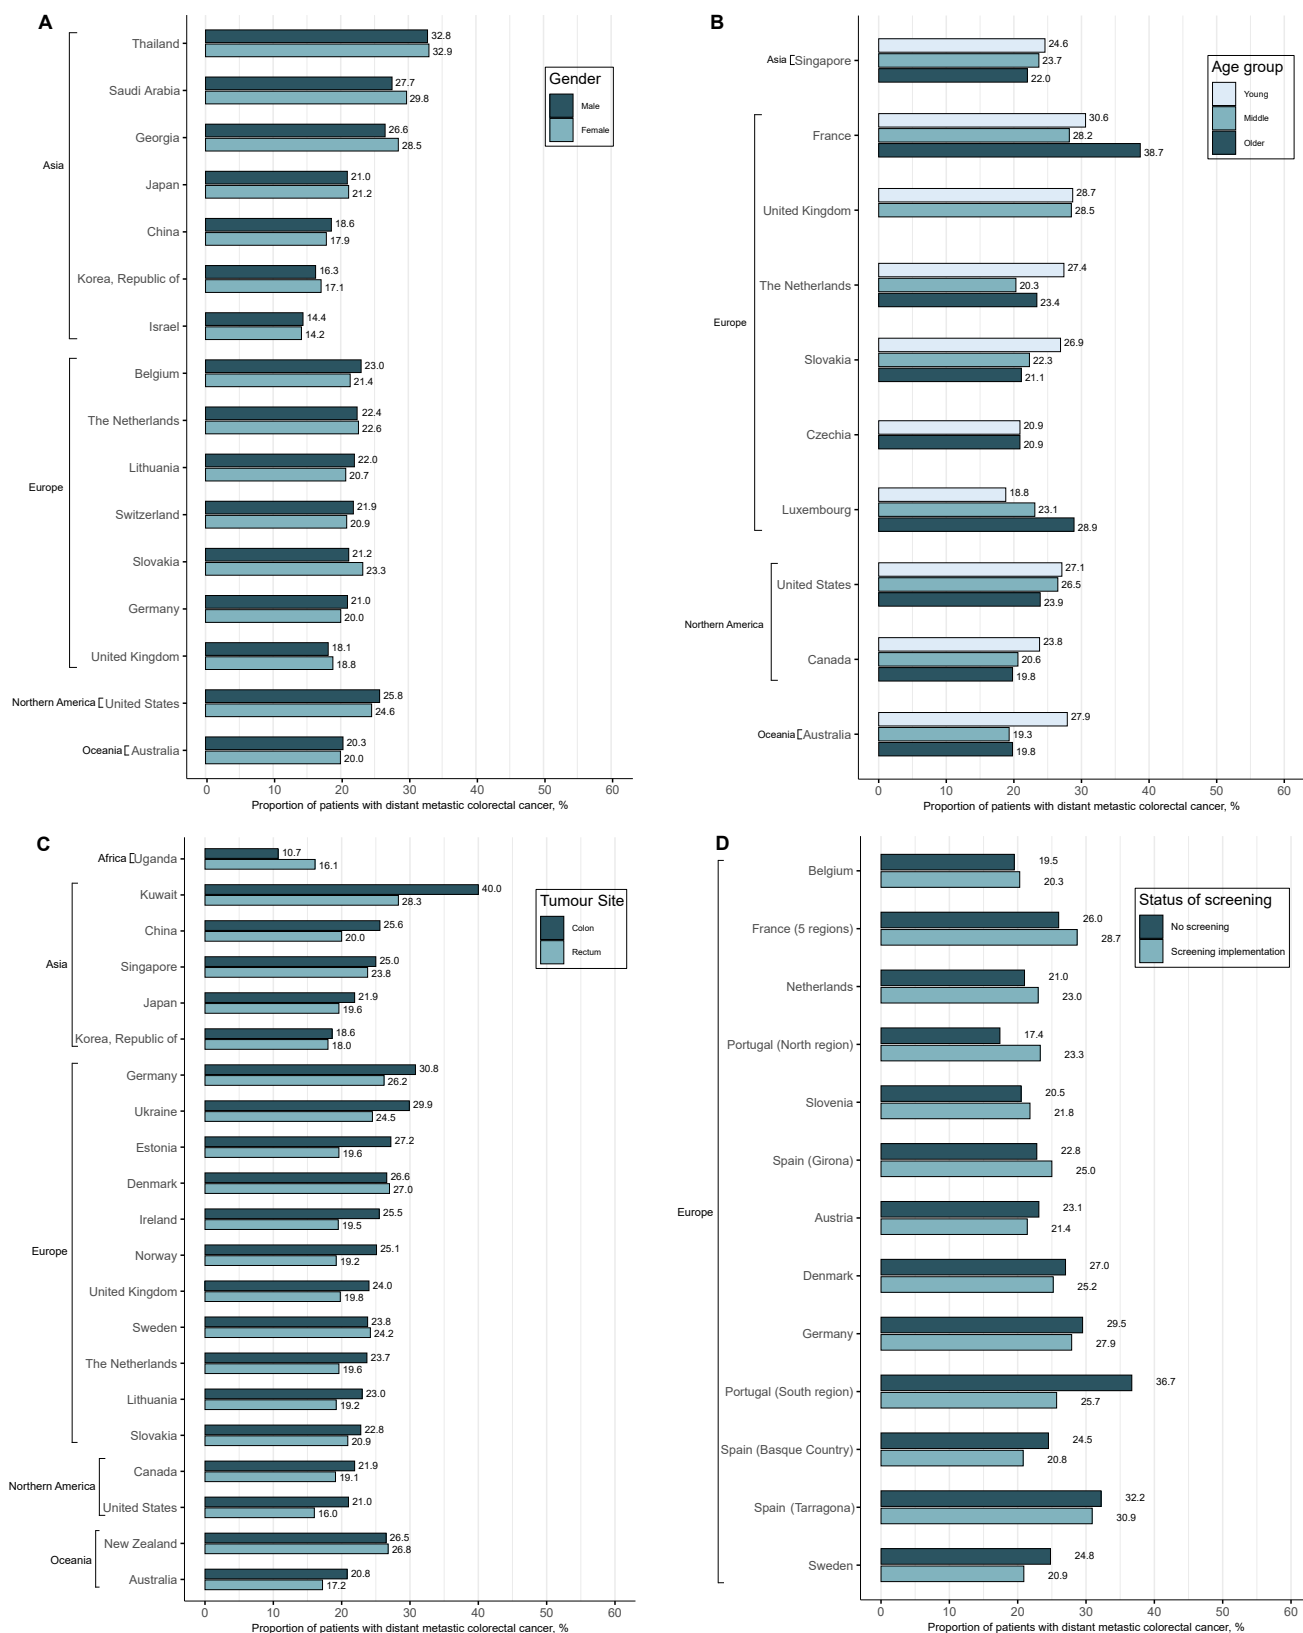 A
Asia
Thailand
32.8
32.9
Saudi Arabia
27.7
29.8
Georgia
26.6
28.5
Japan
21.0
21.2
China
18.6
17.9
Korea, Republic of
16.3
17.1
Israel
14.4
14.2
Europe
Belgium
23.0
21.4
The Netherlands
22.4
22.6
Lithuania
22.0
20.7
Switzerland
21.9
20.9
Slovakia
21.2
23.3
Germany
21.0
20.0
United Kingdom
18.1
18.8
Northern America
United States
25.8
24.6
Oceania
Australia
20.3
20.0
Gender
Male
Female
0 10 20 30 40 50 60
Proportion of patients with distant metastic colorectal cancer, %
B
Asia
Singapore
24.6
23.7
22.0
Europe
France
30.6
28.2
38.7
United Kingdom
28.7
28.5
The Netherlands
27.4
20.3
23.4
Slovakia
26.9
22.3
21.1
Czechia
20.9
20.9
Luxembourg
18.8
23.1
28.9
Northern America
United States
27.1
26.5
23.9
Canada
23.8
20.6
19.8
Oceania
Australia
27.9
19.3
19.8
Age group
Young
Middle
Older
0 10 20 30 40 50 60
Proportion of patients with distant metastic colorectal cancer, %
C
Africa
Uganda
10.7
16.1
Asia
Kuwait
40.0
28.3
China
25.6
20.0
Singapore
25.0
23.8
Japan
21.9
19.6
Korea, Republic of
18.6
18.0
Europe
Germany
30.8
26.2
Ukraine
29.9
24.5
Estonia
27.2
19.6
Denmark
26.6
27.0
Ireland
25.5
19.5
Norway
25.1
19.2
United Kingdom
24.0
19.8
Sweden
23.8
24.2
The Netherlands
23.7
19.6
Lithuania
23.0
19.2
Slovakia
22.8
20.9
Northern America
Canada
21.9
19.1
United States
21.0
16.0
Oceania
New Zealand
26.5
26.8
Australia
20.8
17.2
Tumour Site
Colon
Rectum
0 10 20 30 40 50 60
Proportion of patients with distant metastic colorectal cancer, %
D
Europe
Belgium
19.5
20.3
France (5 regions)
26.0
28.7
Netherlands
21.0
23.0
Portugal (North region)
17.4
23.3
Slovenia
20.5
21.8
Spain (Girona)
22.8
25.0
Austria
23.1
21.4
Denmark
27.0
25.2
Germany
29.5
27.9
Portugal (South region)
36.7
25.7
Spain (Basque Country)
24.5
20.8
Spain (Tarragona)
32.2
30.9
Sweden
24.8
20.9
Status of screening
No screening
Screening implementation
0 10 20 30 40 50 60
Proportion of patients with distant metastic colorectal cancer, %